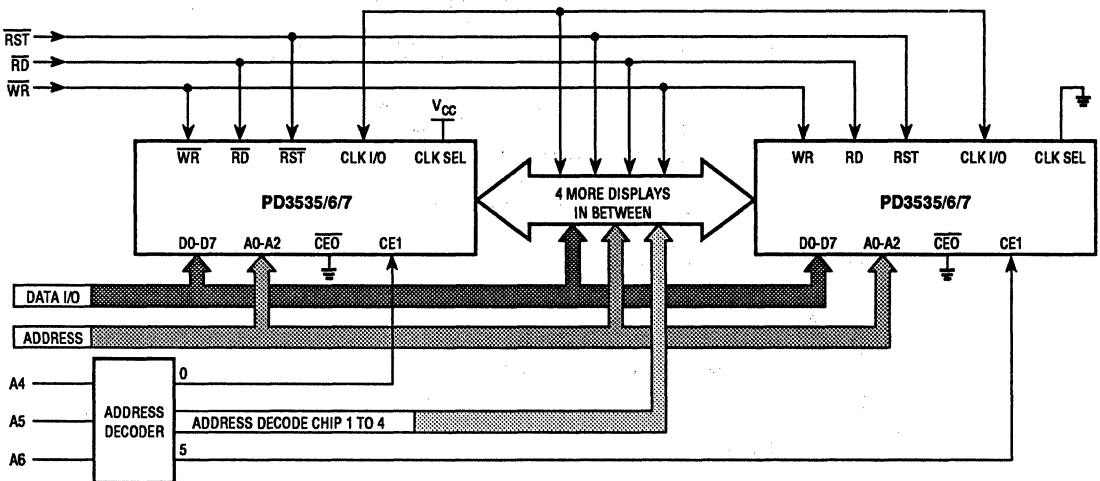 RST
RD
WR
VCC
WR RD RST CLK I/O CLK SEL
PD3535/6/7
D0-D7 A0-A2 CEO CE1
4 MORE DISPLAYS
IN BETWEEN
WR RD RST CLK I/O CLK SEL
PD3535/6/7
D0-D7 A0-A2 CEO CE1
DATA I/O
ADDRESS
A4
A5
A6
ADDRESS
DECODER
0
ADDRESS DECODE CHIP 1 TO 4
5